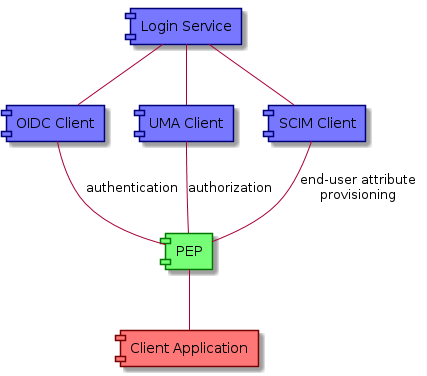 Login Service
OIDC Client
UMA Client
SCIM Client
authentication
authorization
end-user attribute
provisioning
PEP
Client Application